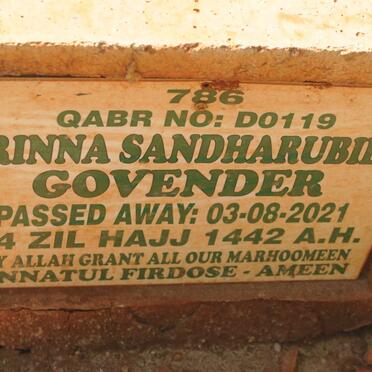 786
QABR NO: D0119
RINNA SANDHARUBI
GOVENDER
PASSED AWAY: 03-08-2021
4 ZIL HAJJ 1442 A.H.
Y ALLAH GRANT ALL OUR MARHOOMEEN
NNATUL FIRDOSE - AMEEN